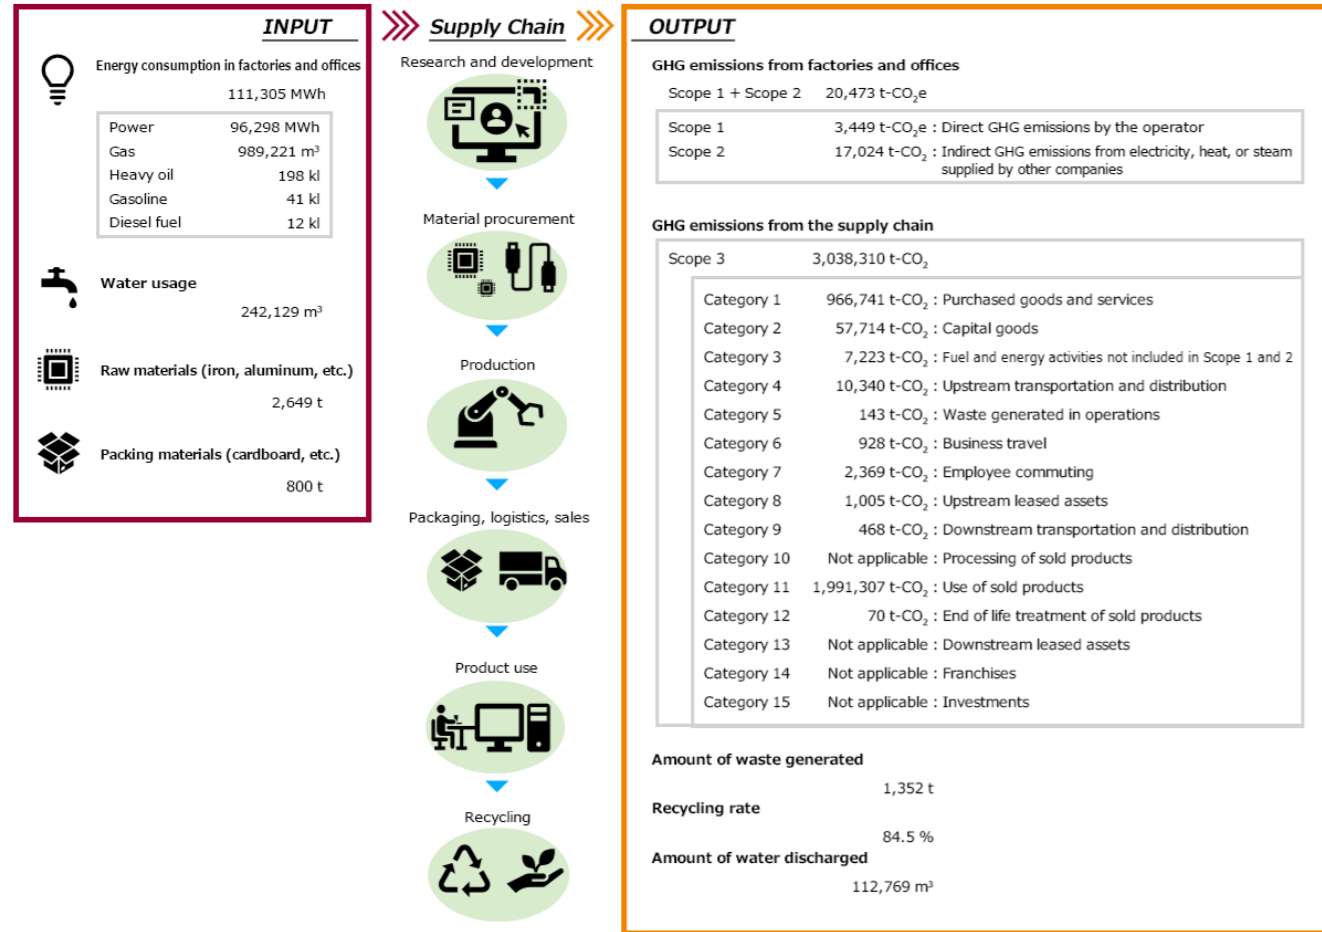 INPUT
Energy consumption in factories and offices
111,305 MWh
Power 96,298 MWh
Gas 989,221 m³
Heavy oil 198 kl
Gasoline 41 kl
Diesel fuel 12 kl
Water usage
242,129 m³
Raw materials (iron, aluminum, etc.)
2,649 t
Packing materials (cardboard, etc.)
800 t
Supply Chain
Research and development
Material procurement
Production
Packaging, logistics, sales
Product use
Recycling
OUTPUT
GHG emissions from factories and offices
Scope 1 + Scope 2 20,473 t-CO₂e
Scope 1 3,449 t-CO₂e : Direct GHG emissions by the operator
Scope 2 17,024 t-CO₂ : Indirect GHG emissions from electricity, heat, or steam
supplied by other companies
GHG emissions from the supply chain
Scope 3 3,038,310 t-CO₂
Category 1 966,741 t-CO₂ : Purchased goods and services
Category 2 57,714 t-CO₂ : Capital goods
Category 3 7,223 t-CO₂ : Fuel and energy activities not included in Scope 1 and 2
Category 4 10,340 t-CO₂ : Upstream transportation and distribution
Category 5 143 t-CO₂ : Waste generated in operations
Category 6 928 t-CO₂ : Business travel
Category 7 2,369 t-CO₂ : Employee commuting
Category 8 1,005 t-CO₂ : Upstream leased assets
Category 9 468 t-CO₂ : Downstream transportation and distribution
Category 10 Not applicable : Processing of sold products
Category 11 1,991,307 t-CO₂ : Use of sold products
Category 12 70 t-CO₂ : End of life treatment of sold products
Category 13 Not applicable : Downstream leased assets
Category 14 Not applicable : Franchises
Category 15 Not applicable : Investments
Amount of waste generated
1,352 t
Recycling rate
84.5 %
Amount of water discharged
112,769 m³